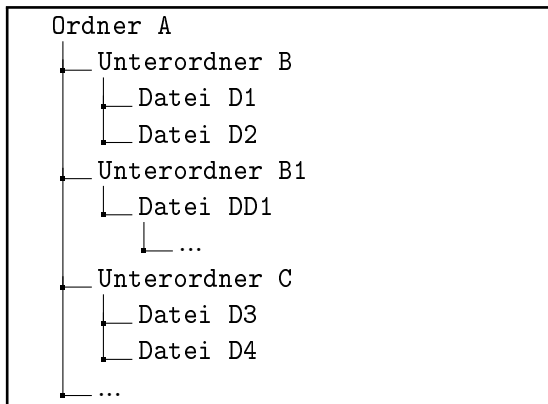 Ordner A
Unterordner B
Datei D1
Datei D2
Unterordner B1
Datei DD1
...
Unterordner C
Datei D3
Datei D4
...